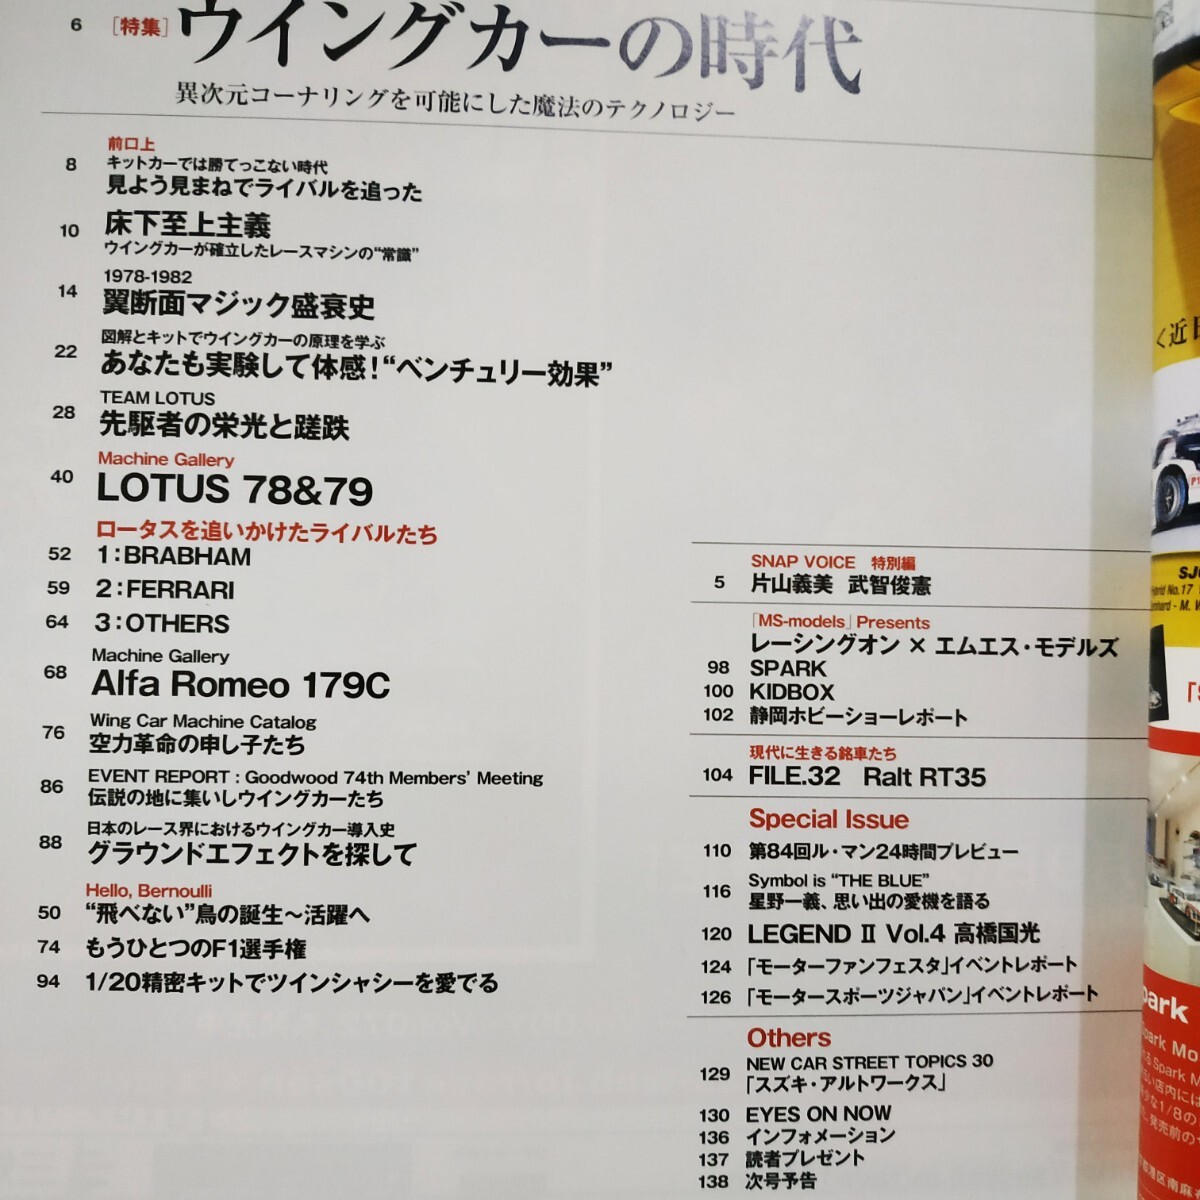 6 [特集] ウイングカーの時代
異次元コーナリングを可能にした魔法のテクノロジー
前口上
8 キットカーでは勝てっこない時代
見よう見まねでライバルを追った
10 床下至上主義
ウイングカーが確立したレースマシンの“常識”
1978-1982
14 翼断面マジック盛衰史
図解とキットでウイングカーの原理を学ぶ
22 あなたも実験して体感！“ベンチュリー効果”
TEAM LOTUS
28 先駆者の栄光と蹉跌
Machine Gallery
40 LOTUS 78&79
ロータスを追いかけたライバルたち
52 1:BRABHAM
59 2:FERRARI
64 3:OTHERS
Machine Gallery
68 Alfa Romeo 179C
Wing Car Machine Catalog
76 空力革命の申し子たち
EVENT REPORT : Goodwood 74th Members' Meeting
86 伝説の地に集いしウイングカーたち
日本のレース界におけるウイングカー導入史
88 グラウンドエフェクトを探して
Hello, Bernoulli
50 “飛べない”鳥の誕生〜活躍へ
74 もうひとつのF1選手権
94 1/20精密キットでツインシャシーを愛でる
SNAP VOICE 特別編
5 片山義美 武智俊憲
「MS-models」Presents
レーシングオン × エムエス・モデルズ
98 SPARK
100 KIDBOX
102 静岡ホビーショーレポート
現代に生きる銘車たち
104 FILE.32 Ralt RT35
Special Issue
110 第84回ル・マン24時間プレビュー
Symbol is “THE BLUE”
116 星野一義、思い出の愛機を語る
120 LEGEND II Vol.4 高橋国光
124 「モーターファンフェスタ」イベントレポート
126 「モータースポーツジャパン」イベントレポート
Others
NEW CAR STREET TOPICS 30
129 「スズキ・アルトワークス」
130 EYES ON NOW
136 インフォメーション
137 読者プレゼント
138 次号予告
No.17
park
park Mo
Spark M
い店内には
な1/8の
発売前の
区南麻